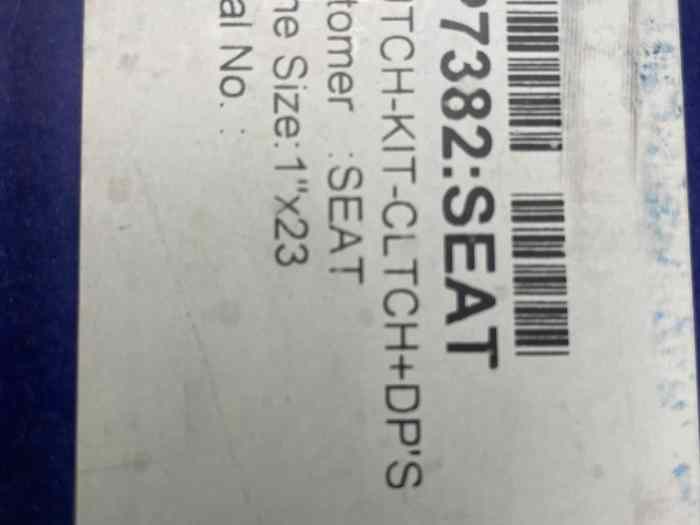 7382:SEAT
TCH-KIT-CLTCH+DP'S
tomer :SEAT
ne Size:1"x23
al No. :